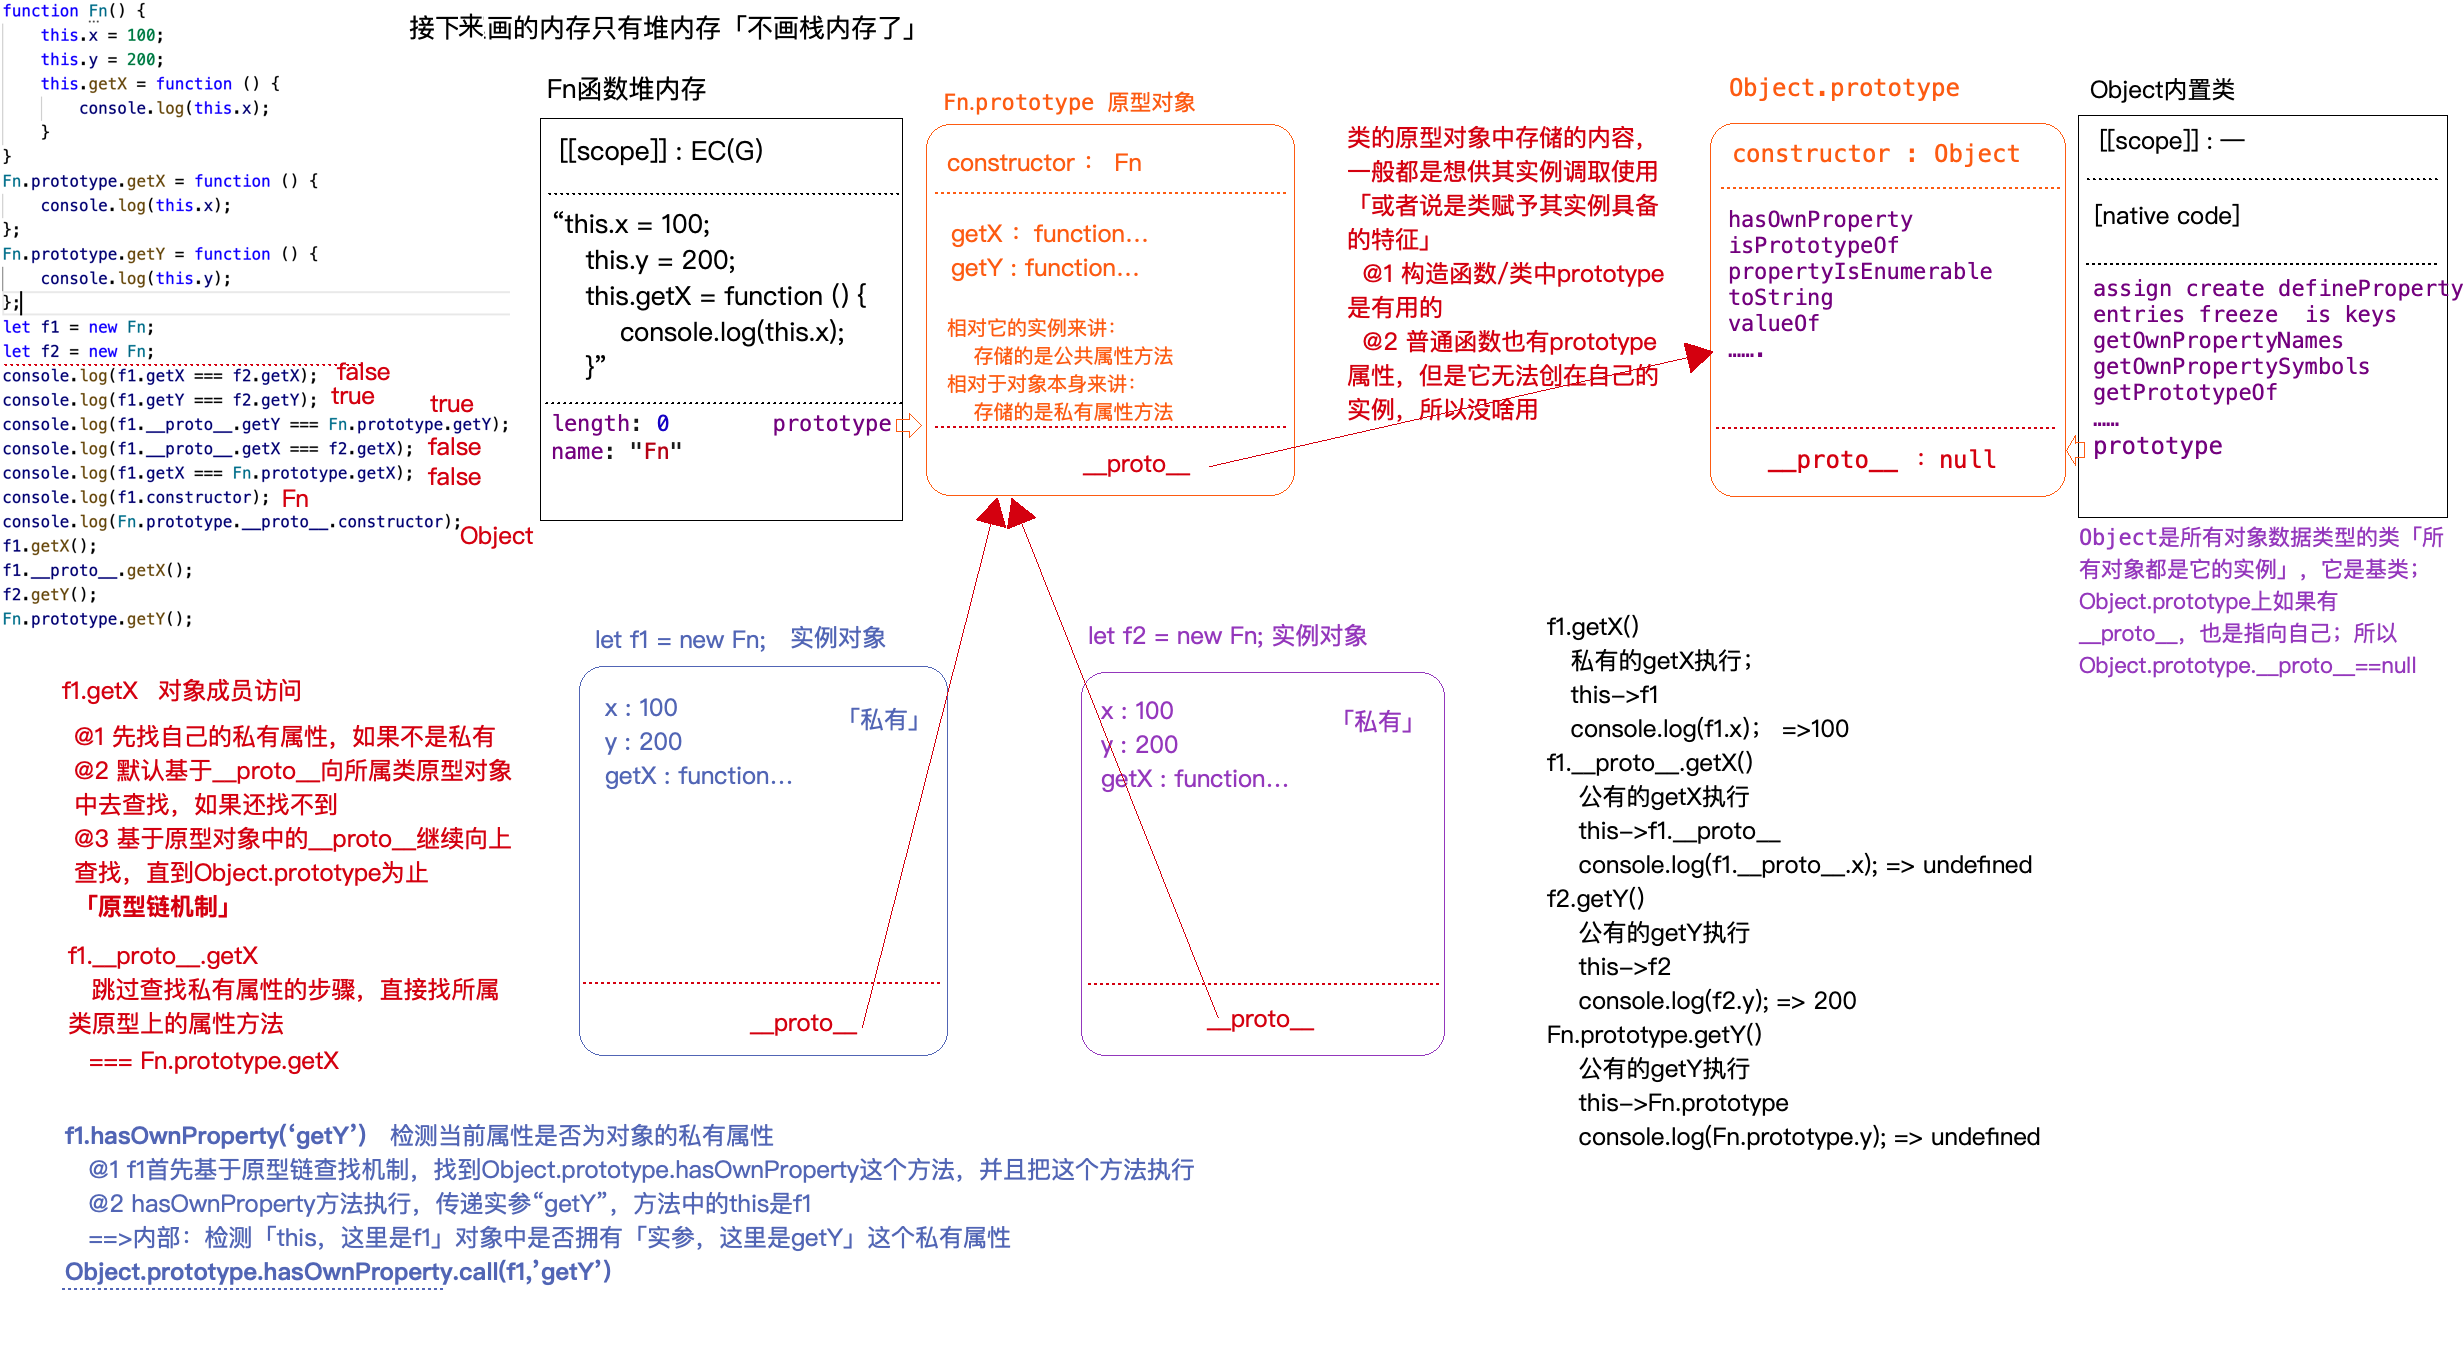 function Fn() {
this.x = 100;
this.y = 200;
this.getX = function () {
console.log(this.x);
}
}
Fn.prototype.getX = function () {
console.log(this.x);
};
Fn.prototype.getY = function () {
console.log(this.y);
};
let f1 = new Fn;
let f2 = new Fn;
console.log(f1.getX === f2.getX); false
console.log(f1.getY === f2.getY); true
console.log(f1.__proto__.getY === Fn.prototype.getY); true
console.log(f1.__proto__.getX === f2.getX); false
console.log(f1.getX === Fn.prototype.getX); false
console.log(f1.constructor); Fn
console.log(Fn.prototype.__proto__.constructor); Object
f1.getX();
f1.__proto__.getX();
f2.getY();
Fn.prototype.getY();
接下来画的内存只有堆内存「不画栈内存了」
Fn函数堆内存
[[scope]] : EC(G)
“this.x = 100;
this.y = 200;
this.getX = function () {
console.log(this.x);
}”
length: 0 prototype
name: "Fn"
Fn.prototype 原型对象
constructor : Fn
getX : function...
getY : function...
相对它的实例来讲:
存储的是公共属性方法
相对于对象本身来讲:
存储的是私有属性方法
__proto__
类的原型对象中存储的内容，
一般都是想供其实例调取使用
「或者说是类赋予其实例具备
的特征」
@1 构造函数/类中prototype
是有用的
@2 普通函数也有prototype
属性，但是它无法创在自己的
实例，所以没啥用
Object.prototype
constructor : Object
hasOwnProperty
isPrototypeOf
propertyIsEnumerable
toString
valueOf
.......
__proto__ : null
Object内置类
[[scope]] : —
[native code]
assign create defineProperty
entries freeze is keys
getOwnPropertyNames
getOwnPropertySymbols
getPrototypeOf
......
prototype
Object是所有对象数据类型的类「所
有对象都是它的实例」，它是基类；
Object.prototype上如果有
__proto__，也是指向自己；所以
Object.prototype.__proto__==null
let f1 = new Fn; 实例对象
x : 100
「私有」
y : 200
getX : function...
__proto__
let f2 = new Fn; 实例对象
x : 100
「私有」
y : 200
getX : function...
__proto__
f1.getX()
私有的getX执行；
this->f1
console.log(f1.x); =>100
f1.__proto__.getX()
公有的getX执行
this->f1.__proto__
console.log(f1.__proto__.x); => undefined
f2.getY()
公有的getY执行
this->f2
console.log(f2.y); => 200
Fn.prototype.getY()
公有的getY执行
this->Fn.prototype
console.log(Fn.prototype.y); => undefined
f1.getX 对象成员访问
@1 先找自己的私有属性，如果不是私有
@2 默认基于__proto__向所属类原型对象
中去查找，如果还找不到
@3 基于原型对象中的__proto__继续向上
查找，直到Object.prototype为止
「原型链机制」
f1.__proto__.getX
跳过查找私有属性的步骤，直接找所属
类原型上的属性方法
=== Fn.prototype.getX
f1.hasOwnProperty(‘getY’) 检测当前属性是否为对象的私有属性
@1 f1首先基于原型链查找机制，找到Object.prototype.hasOwnProperty这个方法，并且把这个方法执行
@2 hasOwnProperty方法执行，传递实参“getY”，方法中的this是f1
==>内部：检测「this，这里是f1」对象中是否拥有「实参，这里是getY」这个私有属性
Object.prototype.hasOwnProperty.call(f1,’getY’)